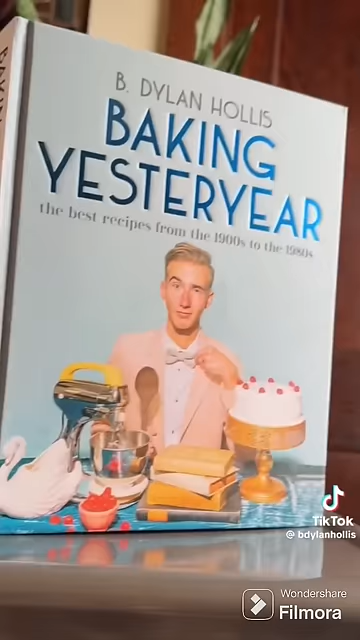 B. DYLAN HOLLIS
BAKING
YESTERYEAR
the best recipes from the 1900s to the 1980s
TikTok
@ bdylanhollis
Wondershare
Filmora